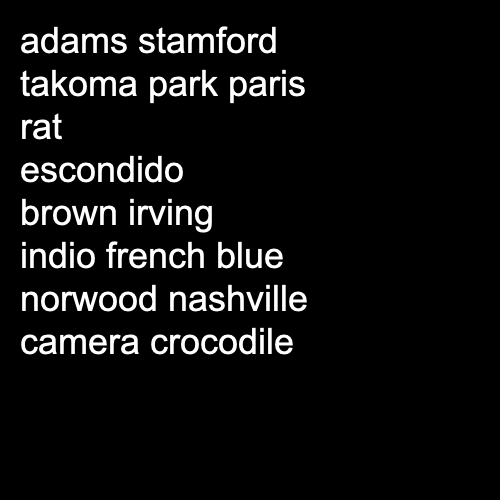 adams stamford
takoma park paris
rat
escondido
brown irving
indio french blue
norwood nashville
camera crocodile